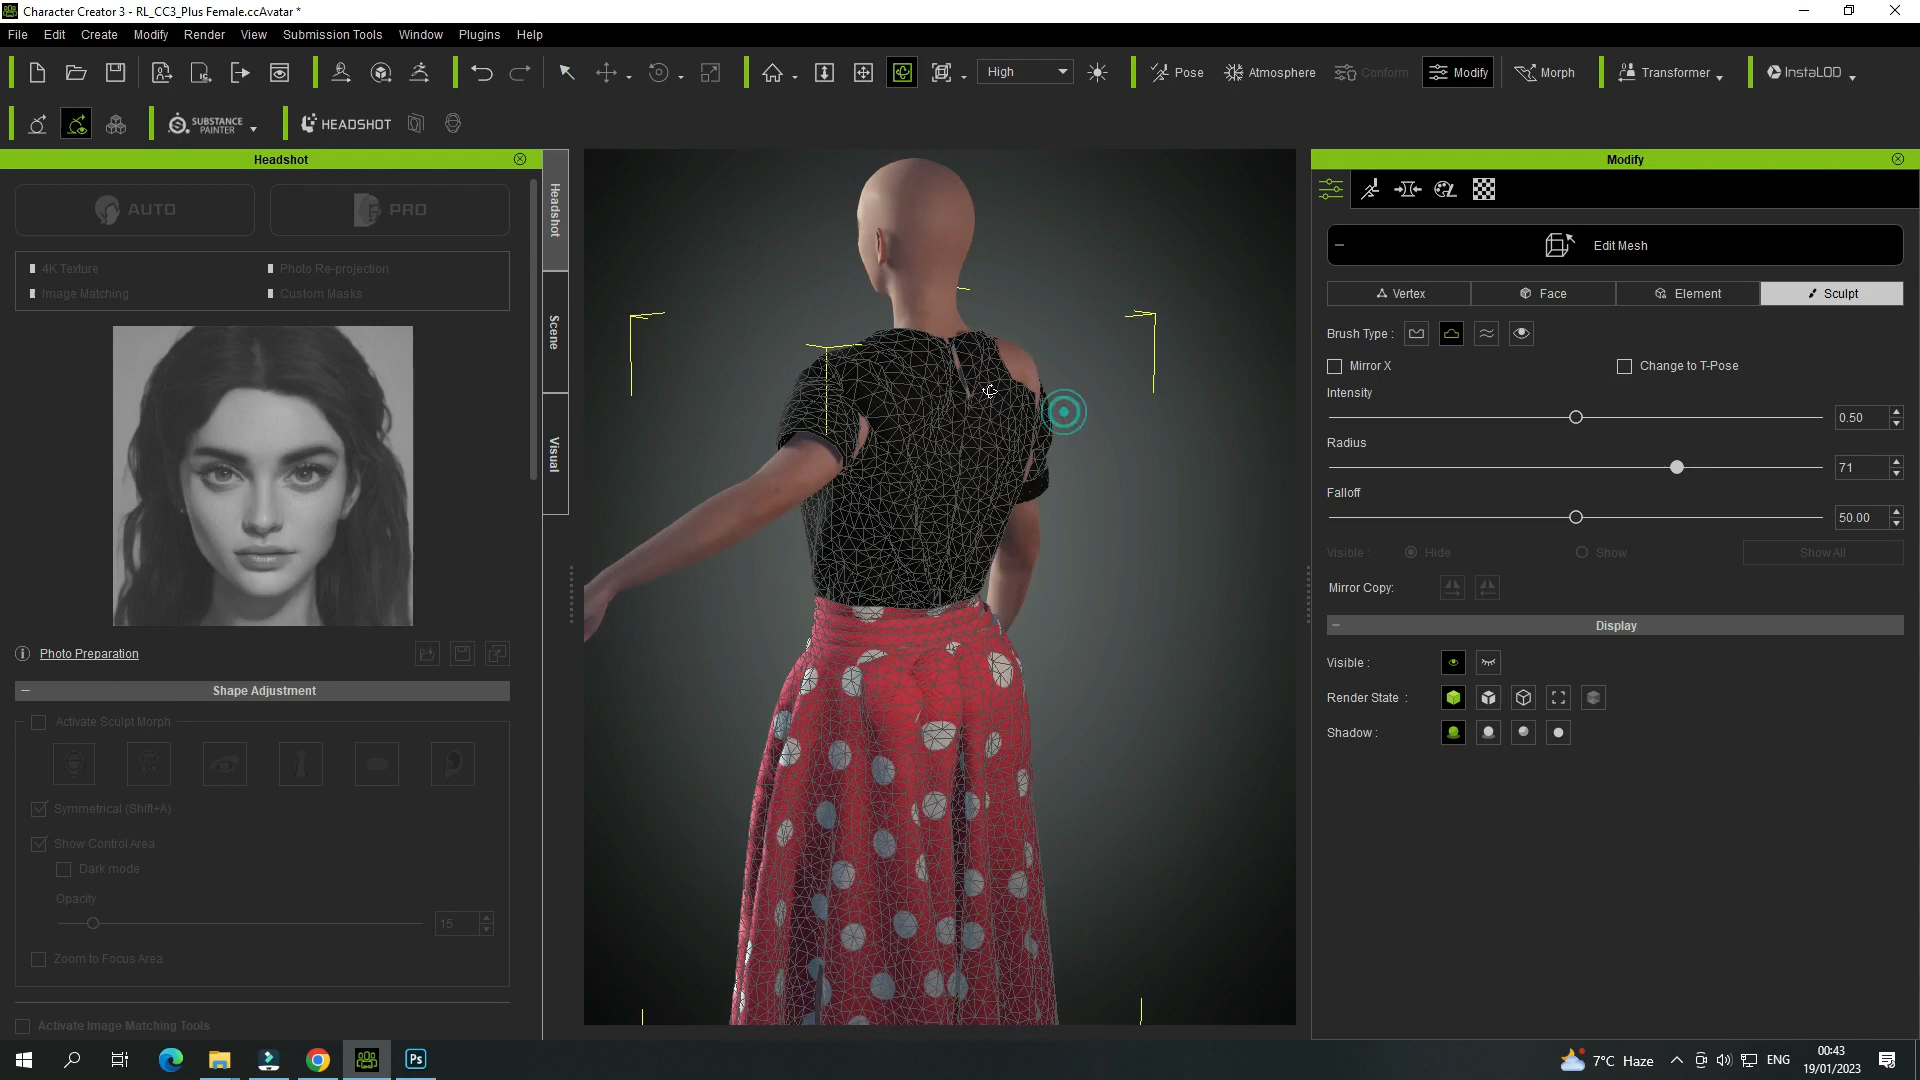 Character Creator 3 - RL_CC3_Plus Female.ccAvatar *
File Edit Create Modify Render View Submission Tools Window Plugins Help
High Pose Atmosphere Conform Modify Morph Transformer InstaLOD
SUBSTANCE PAINTER HEADSHOT
Headshot
AUTO PRO
4K Texture Photo Re-projection
Image Matching Custom Masks
Photo Preparation
Shape Adjustment
Activate Sculpt Morph
Symmetrical (Shift+A)
Show Control Area
Dark mode
Opacity
15
Zoom to Focus Area
Activate Image Matching Tools
Headshot
Scene
Visual
Modify
Edit Mesh
Vertex Face Element Sculpt
Brush Type :
Mirror X Change to T-Pose
Intensity
0.50
Radius
71
Falloff
50.00
Visible : Hide Show Show All
Mirror Copy:
Display
Visible :
Render State :
Shadow :
Ps
7°C Haze ENG
00:43
19/01/2023